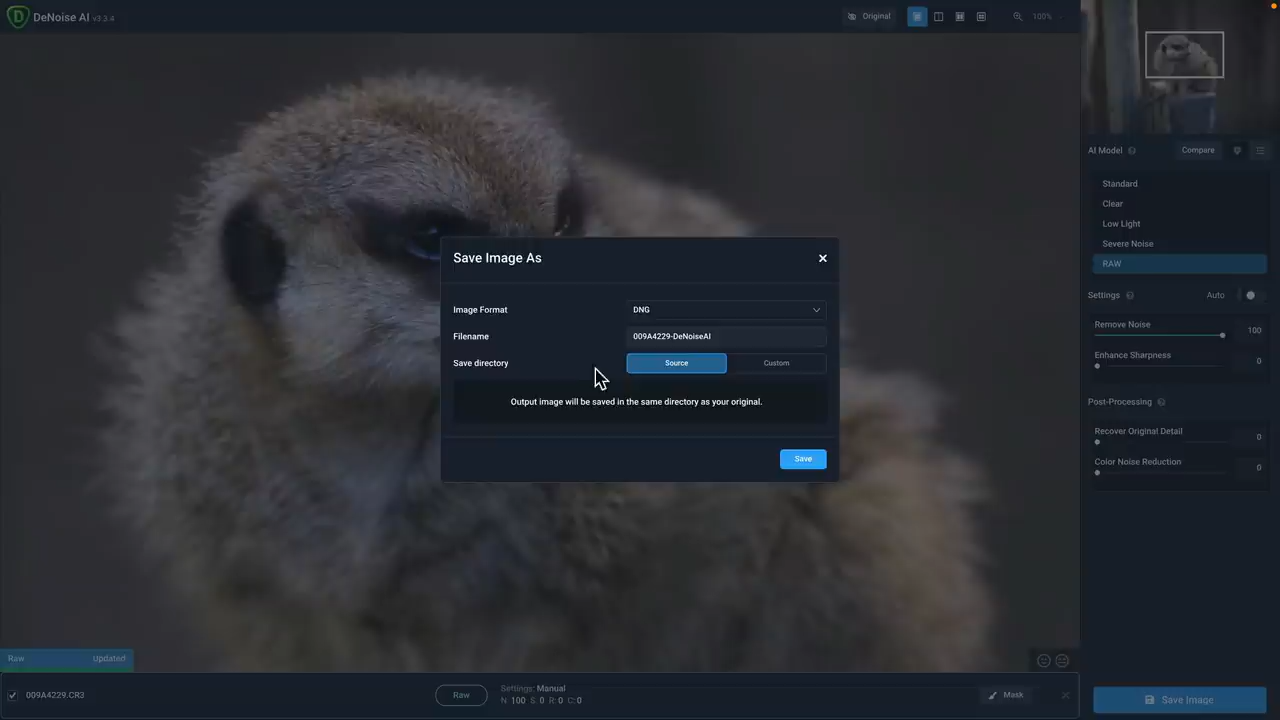 DeNoise AI v3.3.4
Original
100%
AI Model
Compare
Standard
Clear
Low Light
Severe Noise
RAW
Settings
Auto
Remove Noise
100
Enhance Sharpness
0
Post-Processing
Recover Original Detail
0
Color Noise Reduction
0
Save Image As
Image Format
DNG
Filename
009A4229-DeNoiseAI
Save directory
Source
Custom
Output image will be saved in the same directory as your original.
Save
Raw
Updated
009A4229.CR3
Raw
Settings: Manual
N: 100 S: 0 R: 0 C: 0
Mask
Save Image